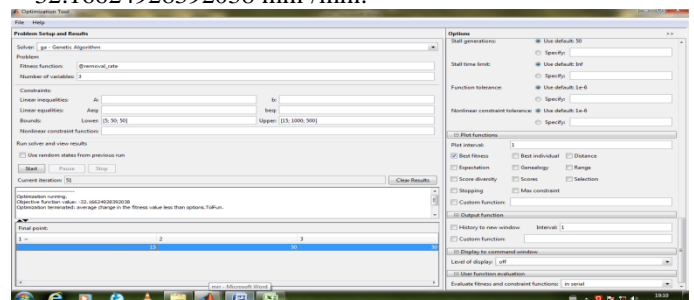 32.16624928392038 mm³/min.
Optimization Tool
File Help
Problem Setup and Results
Solver: ga - Genetic Algorithm
Problem
Fitness function: @removal_rate
Number of variables: 3
Constraints:
Linear inequalities: A: b:
Linear equalities: Aeq: beq:
Bounds: Lower: [5; 50; 50] Upper: [15; 1000; 500]
Nonlinear constraint function:
Run solver and view results
Use random states from previous run
Start Pause Stop
Current iteration: 51 Clear Results
Optimization running.
Objective function value: -32.16624928392038
Optimization terminated: average change in the fitness value less than options.TolFun.
Final point:
1 2 3
15 50 50
Options >>
Stall generations: Use default: 50
Specify:
Stall time limit: Use default: Inf
Specify:
Function tolerance: Use default: 1e-6
Specify:
Nonlinear constraint tolerance: Use default: 1e-6
Specify:
Plot functions
Plot interval: 1
Best fitness Best individual Distance
Expectation Genealogy Range
Score diversity Scores Selection
Stopping Max constraint
Custom function:
Output function
History to new window Interval: 1
Custom function:
Display to command window
Level of display: off
User function evaluation
Evaluate fitness and constraint functions: in serial
mrr - Microsoft Word
19:10